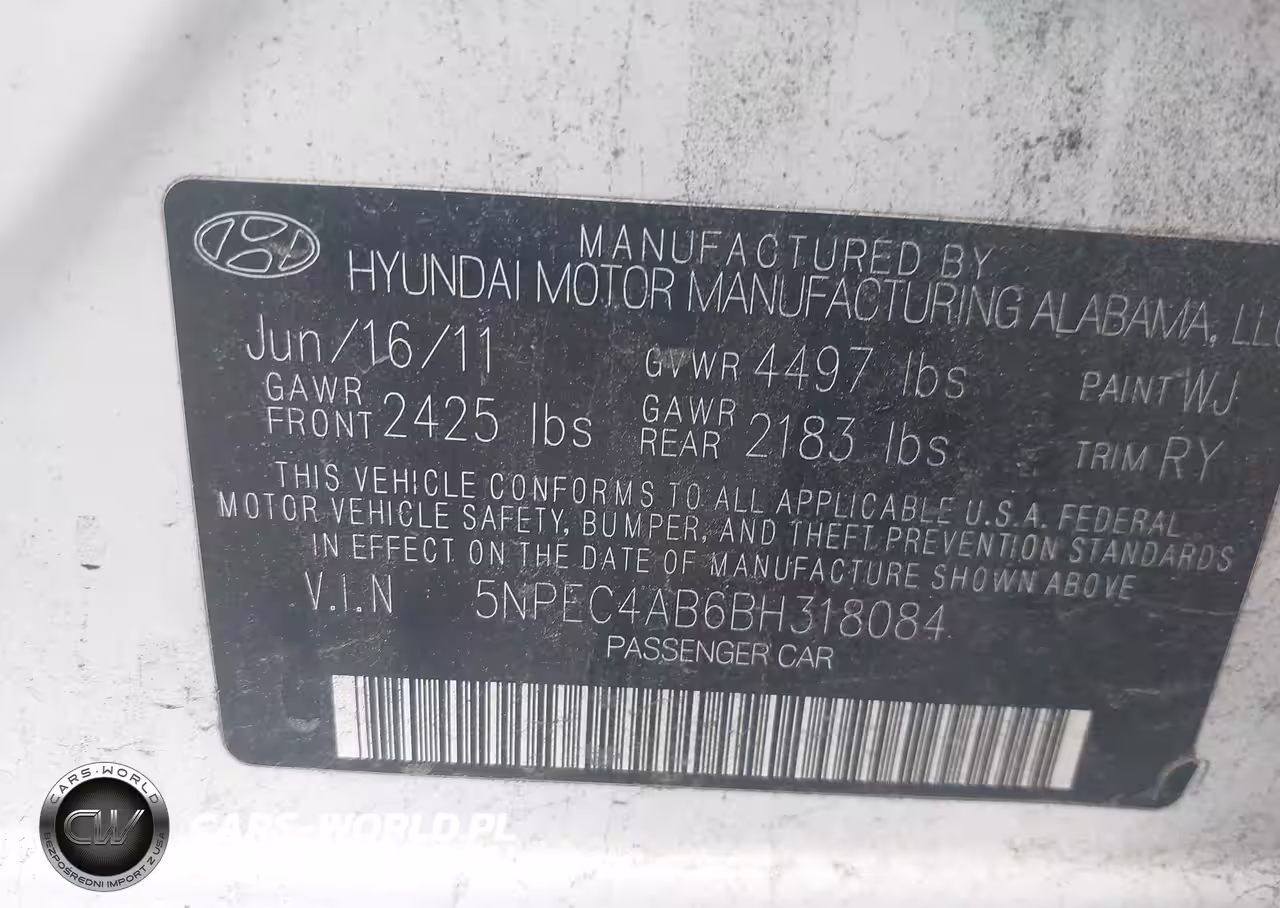 MANUFACTURED BY
HYUNDAI MOTOR MANUFACTURING ALABAMA, LLC
Jun/16/11 GVWR 4497 lbs PAINT WJ
GAWR FRONT 2425 lbs GAWR REAR 2183 lbs TRIM RY
THIS VEHICLE CONFORMS TO ALL APPLICABLE U.S.A. FEDERAL
MOTOR VEHICLE SAFETY, BUMPER, AND THEFT PREVENTION STANDARDS
IN EFFECT ON THE DATE OF MANUFACTURE SHOWN ABOVE
V.I.N 5NPEC4AB6BH318084
PASSENGER CAR
CARS-WORLD
CW
BEZPOŚREDNI IMPORT Z USA
CARS-WORLD.PL